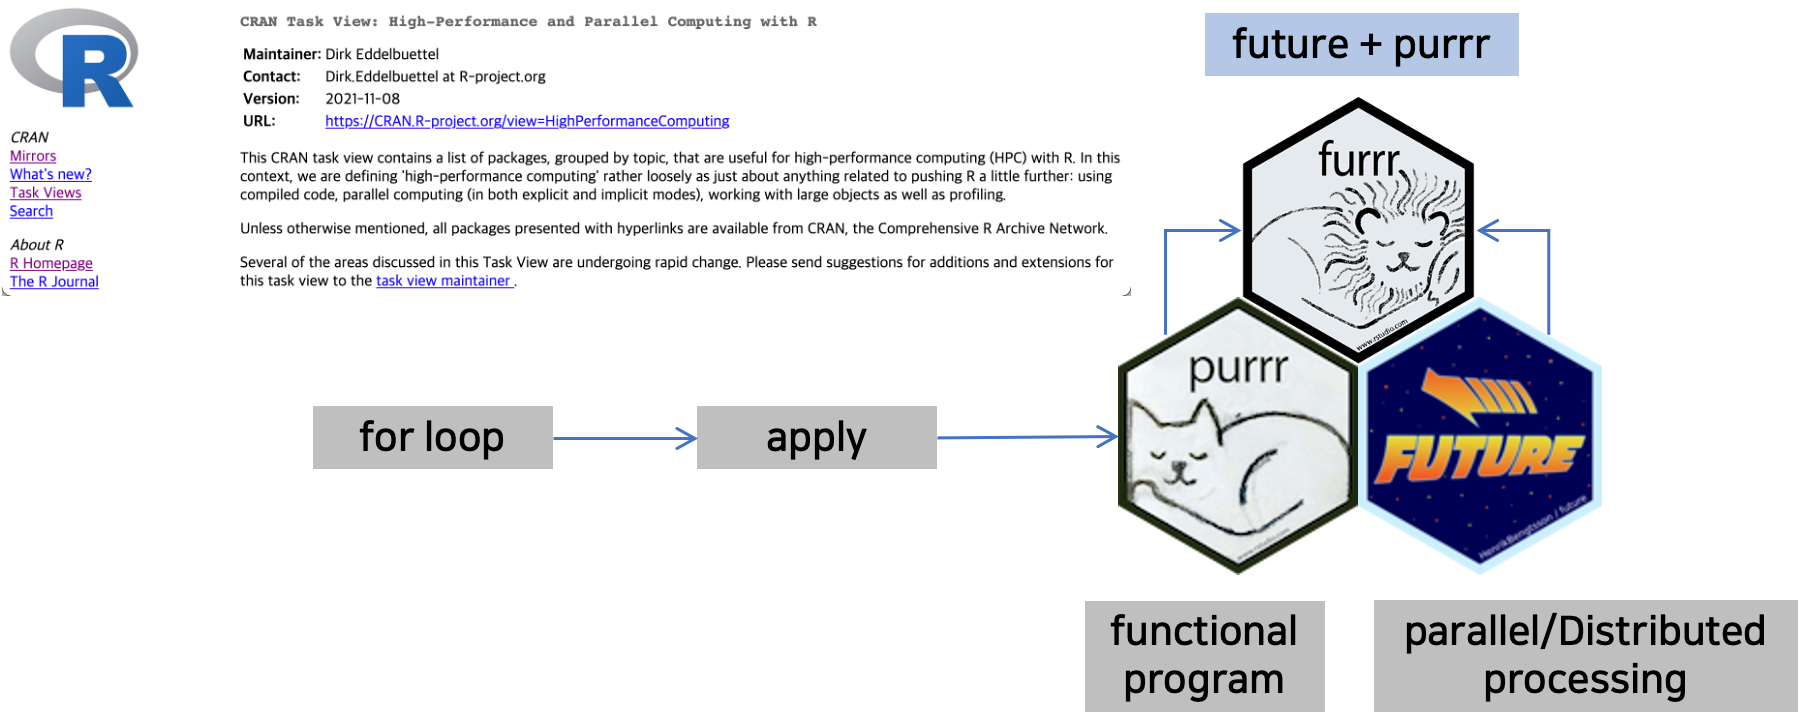 R
CRAN
Mirrors
What's new?
Task Views
Search
About R
R Homepage
The R Journal
CRAN Task View: High-Performance and Parallel Computing with R
Maintainer: Dirk Eddelbuettel
Contact: Dirk.Eddelbuettel at R-project.org
Version: 2021-11-08
URL: https://CRAN.R-project.org/view=HighPerformanceComputing
This CRAN task view contains a list of packages, grouped by topic, that are useful for high-performance computing (HPC) with R. In this
context, we are defining 'high-performance computing' rather loosely as just about anything related to pushing R a little further: using
compiled code, parallel computing (in both explicit and implicit modes), working with large objects as well as profiling.
Unless otherwise mentioned, all packages presented with hyperlinks are available from CRAN, the Comprehensive R Archive Network.
Several of the areas discussed in this Task View are undergoing rapid change. Please send suggestions for additions and extensions for
this task view to the task view maintainer .
future + purrr
furrr
www.rstudio.com
for loop
apply
purrr
www.rstudio.com
FUTURE
HenrikBengtsson / future
functional
program
parallel/Distributed
processing